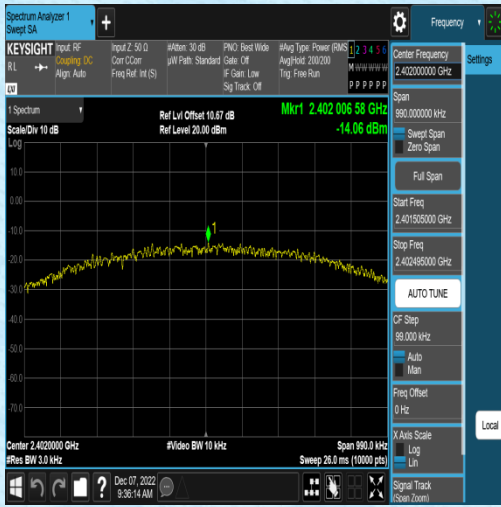 Spectrum Analyzer 1
Swept SA
+
Frequency
KEYSIGHT
RL
Input: RF
Coupling: DC
Align: Auto
Input Z: 50 Ω
Corr CCorr
Freq Ref: Int (S)
#Atten: 30 dB
µW Path: Standard
PNO: Best Wide
Gate: Off
IF Gain: Low
Sig Track: Off
#Avg Type: Power (RMS
Avg|Hold: 200/200
Trig: Free Run
1 2 3 4 5 6
M W W W W W
P P P P P P
1 Spectrum
Scale/Div 10 dB
Log
Ref Lvl Offset 10.67 dB
Ref Level 20.00 dBm
Mkr1 2.402 006 58 GHz
-14.06 dBm
10.0
0.00
-10.0
-20.0
-30.0
-40.0
-50.0
-60.0
-70.0
1
Center 2.4020000 GHz
#Res BW 3.0 kHz
#Video BW 10 kHz
Span 990.0 kHz
Sweep 26.0 ms (10000 pts)
?
Dec 07, 2022
9:36:14 AM
Center Frequency
2.402000000 GHz
Span
990.000000 kHz
Swept Span
Zero Span
Full Span
Start Freq
2.401505000 GHz
Stop Freq
2.402495000 GHz
AUTO TUNE
CF Step
99.000 kHz
Auto
Man
Freq Offset
0 Hz
X Axis Scale
Log
Lin
Signal Track
(Span Zoom)
Settings
Local